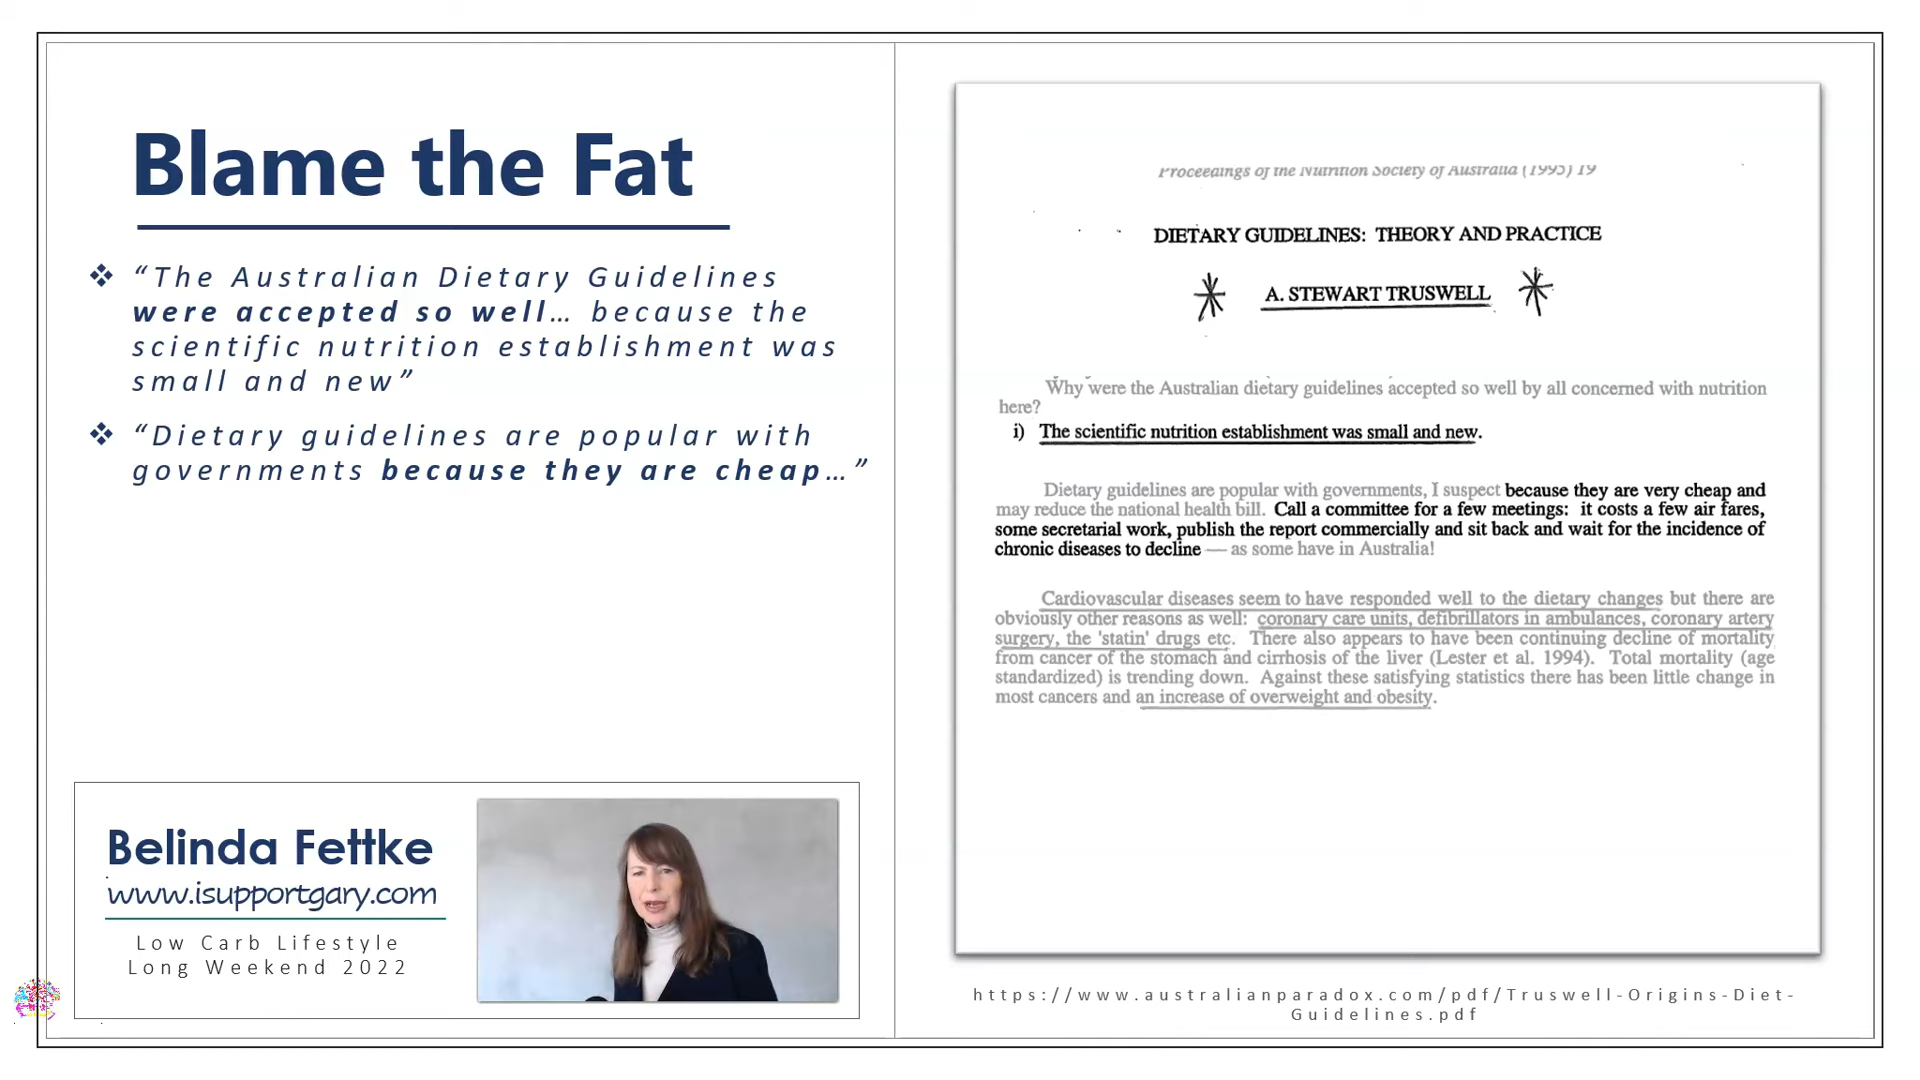 Blame the Fat
❖ “The Australian Dietary Guidelines
were accepted so well… because the
scientific nutrition establishment was
small and new”
❖ “Dietary guidelines are popular with
governments because they are cheap…”
Belinda Fettke
www.isupportgary.com
Low Carb Lifestyle
Long Weekend 2022
Proceedings of the Nutrition Society of Australia (1995) 19
DIETARY GUIDELINES: THEORY AND PRACTICE
A. STEWART TRUSWELL
Why were the Australian dietary guidelines accepted so well by all concerned with nutrition
here?
i) The scientific nutrition establishment was small and new.
Dietary guidelines are popular with governments, I suspect because they are very cheap and
may reduce the national health bill. Call a committee for a few meetings: it costs a few air fares,
some secretarial work, publish the report commercially and sit back and wait for the incidence of
chronic diseases to decline — as some have in Australia!
Cardiovascular diseases seem to have responded well to the dietary changes but there are
obviously other reasons as well: coronary care units, defibrillators in ambulances, coronary artery
surgery, the 'statin' drugs etc. There also appears to have been continuing decline of mortality
from cancer of the stomach and cirrhosis of the liver (Lester et al. 1994). Total mortality (age
standardized) is trending down. Against these satisfying statistics there has been little change in
most cancers and an increase of overweight and obesity.
https://www.australianparadox.com/pdf/Truswell-Origins-Diet-
Guidelines.pdf